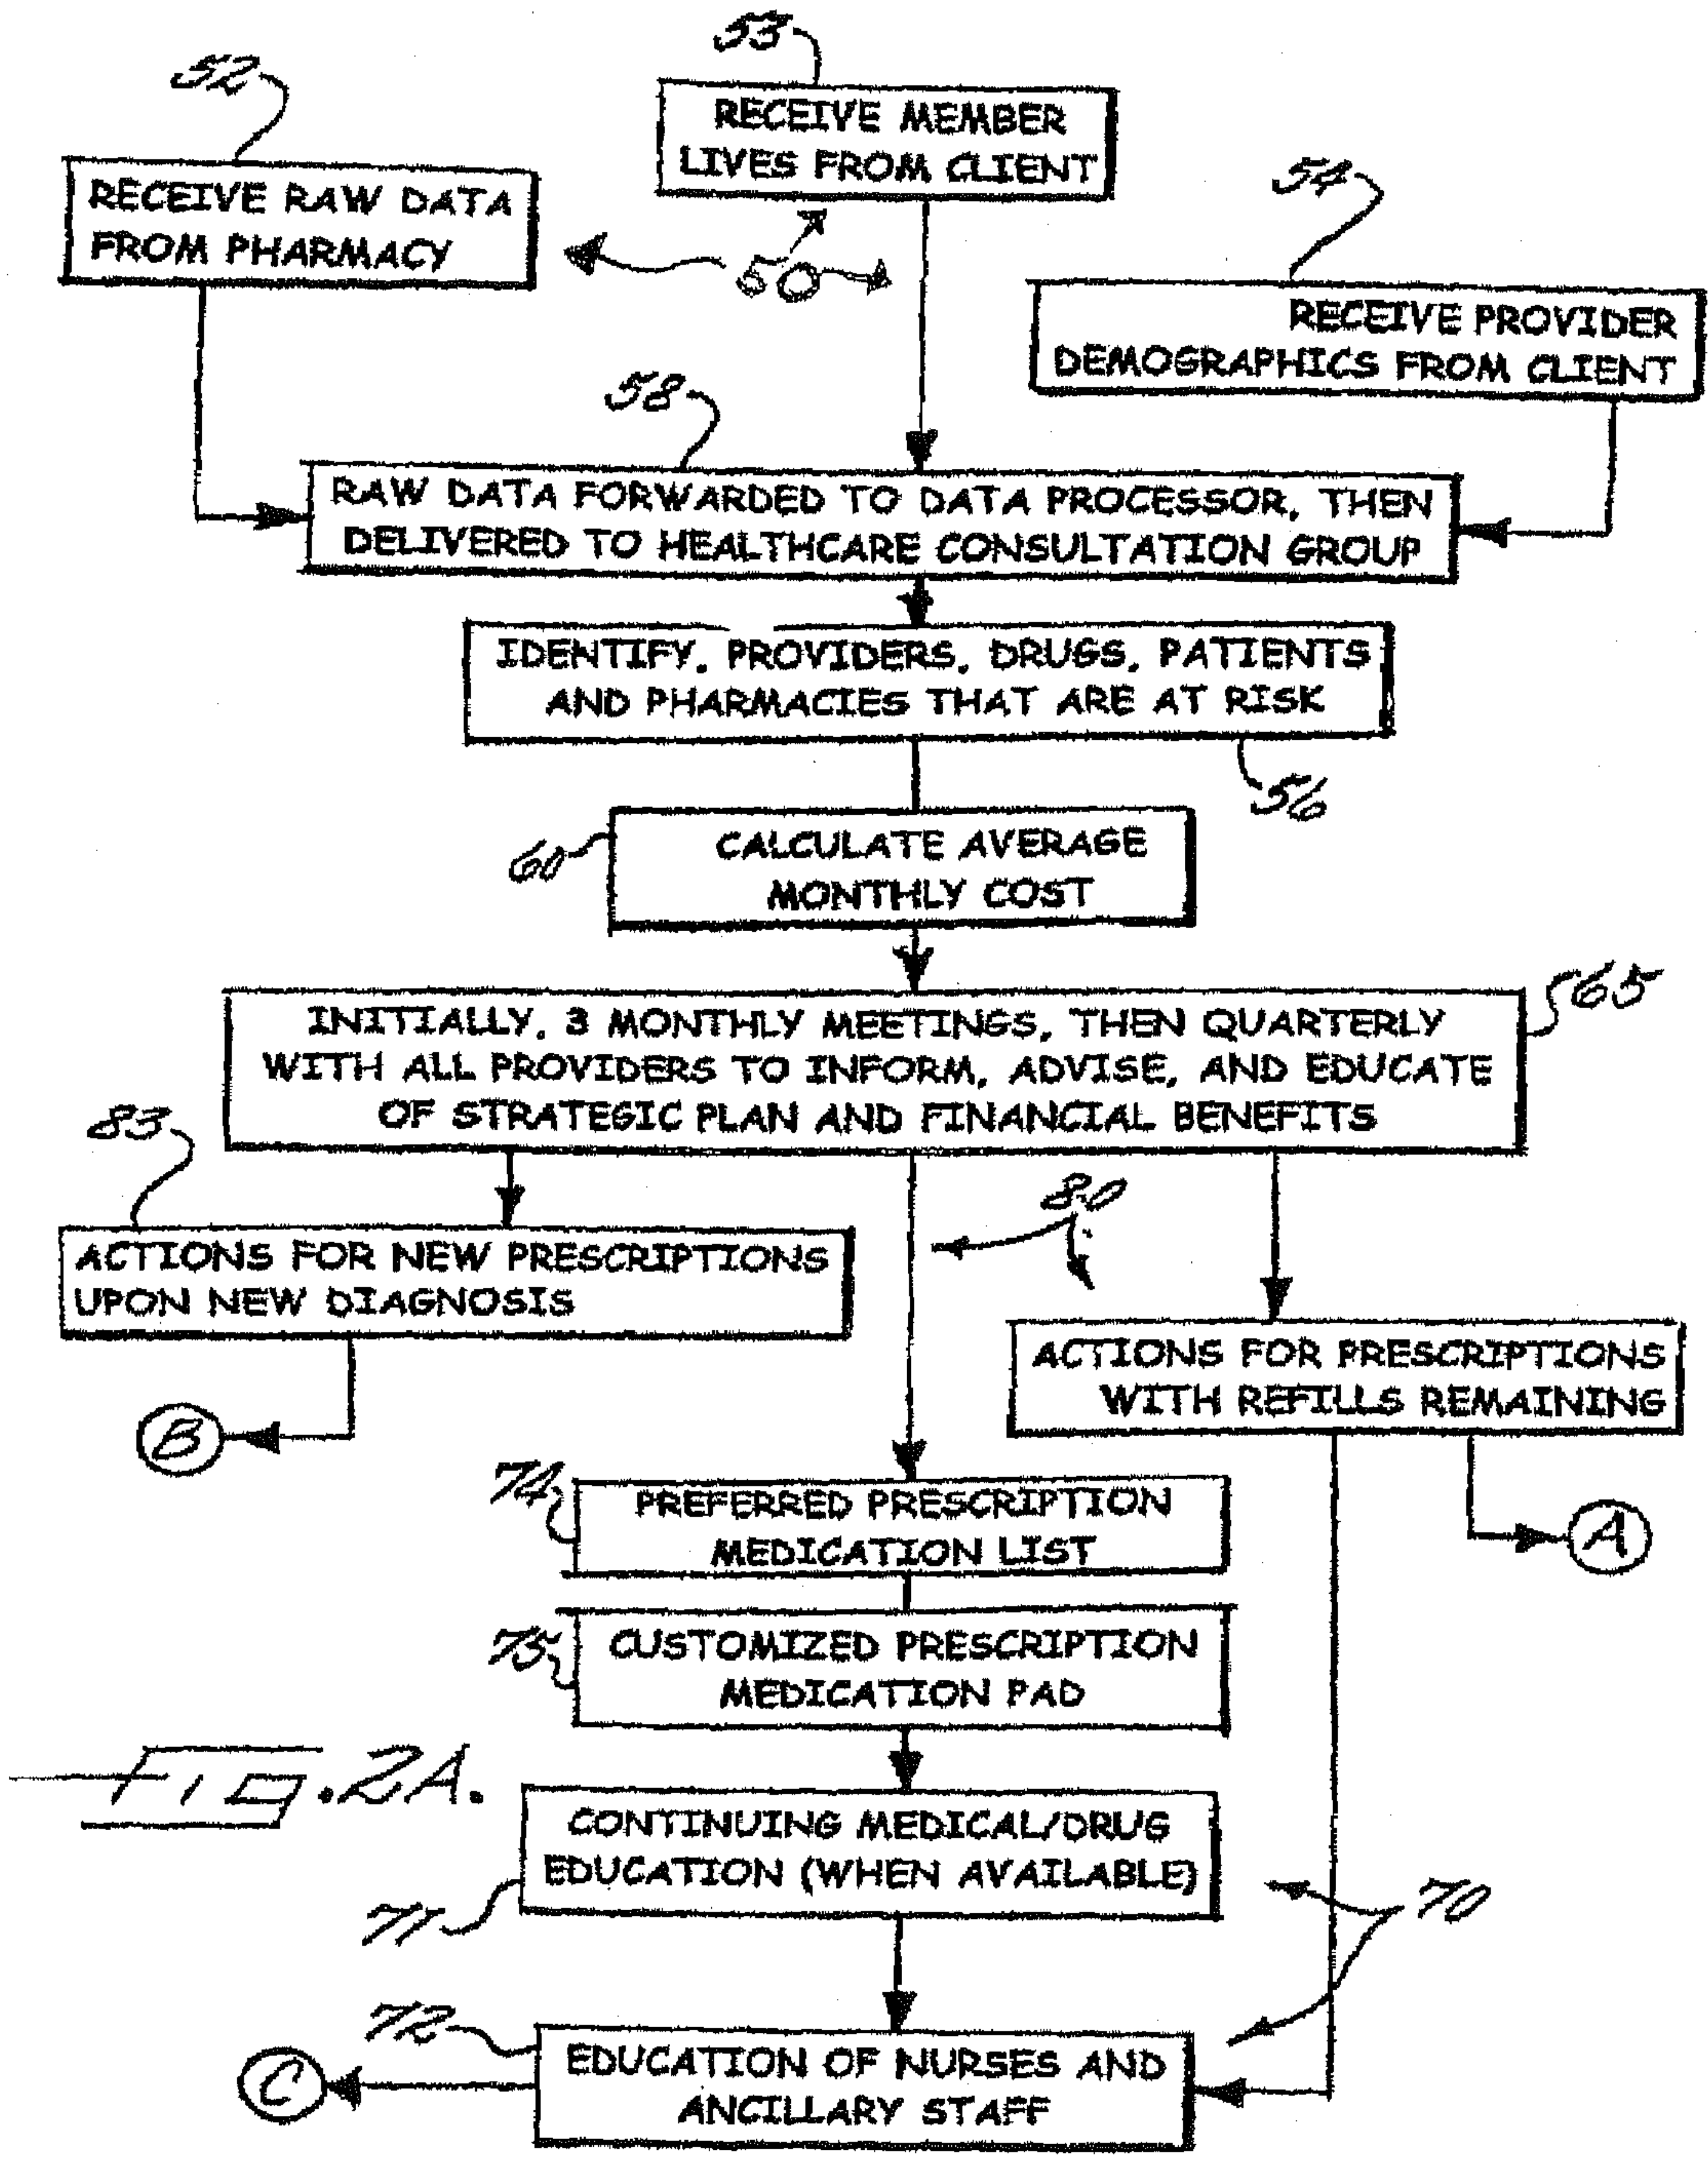 53
52
RECEIVE MEMBER
LIVES FROM CLIENT
54
RECEIVE RAW DATA
FROM PHARMACY
50
RECEIVE PROVIDER
DEMOGRAPHICS FROM CLIENT
58
RAW DATA FORWARDED TO DATA PROCESSOR, THEN
DELIVERED TO HEALTHCARE CONSULTATION GROUP
IDENTIFY, PROVIDERS, DRUGS, PATIENTS
AND PHARMACIES THAT ARE AT RISK
56
60
CALCULATE AVERAGE
MONTHLY COST
65
INITIALLY, 3 MONTHLY MEETINGS, THEN QUARTERLY
WITH ALL PROVIDERS TO INFORM, ADVISE, AND EDUCATE
OF STRATEGIC PLAN AND FINANCIAL BENEFITS
83
80
ACTIONS FOR NEW PRESCRIPTIONS
UPON NEW DIAGNOSIS
ACTIONS FOR PRESCRIPTIONS
WITH REFILLS REMAINING
B
A
74
PREFERRED PRESCRIPTION
MEDICATION LIST
75
CUSTOMIZED PRESCRIPTION
MEDICATION PAD
FIG. 2A.
CONTINUING MEDICAL/DRUG
EDUCATION (WHEN AVAILABLE)
71
70
72
EDUCATION OF NURSES AND
ANCILLARY STAFF
C